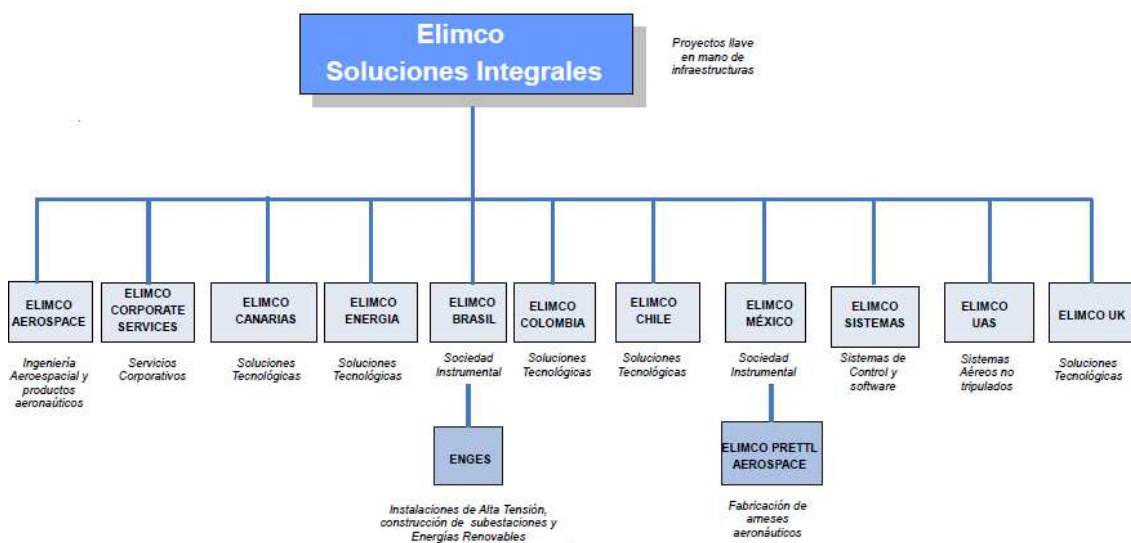 Elimco
Soluciones Integrales
Proyectos llave
en mano de
infraestructuras
ELIMCO
AEROSPACE
ELIMCO
CORPORATE
SERVICES
ELIMCO
CANARIAS
ELIMCO
ENERGIA
ELIMCO
BRASIL
ELIMCO
COLOMBIA
ELIMCO
CHILE
ELIMCO
MÉXICO
ELIMCO
SISTEMAS
ELIMCO
UAS
ELIMCO UK
Ingeniería
Aeroespacial y
productos
aeronaúticos
Servicios
Corporativos
Soluciones
Tecnológicas
Soluciones
Tecnológicas
Sociedad
Instrumental
Soluciones
Tecnológicas
Soluciones
Tecnológicas
Sociedad
Instrumental
Sistemas de
Control y
software
Sistemas
Aéreos no
tripulados
Soluciones
Tecnológicas
ENGES
ELIMCO PRETTL
AEROSPACE
Instalaciones de Alta Tensión,
construcción de subestaciones y
Energías Renovables
Fabricación de
arneses
aeronáuticos